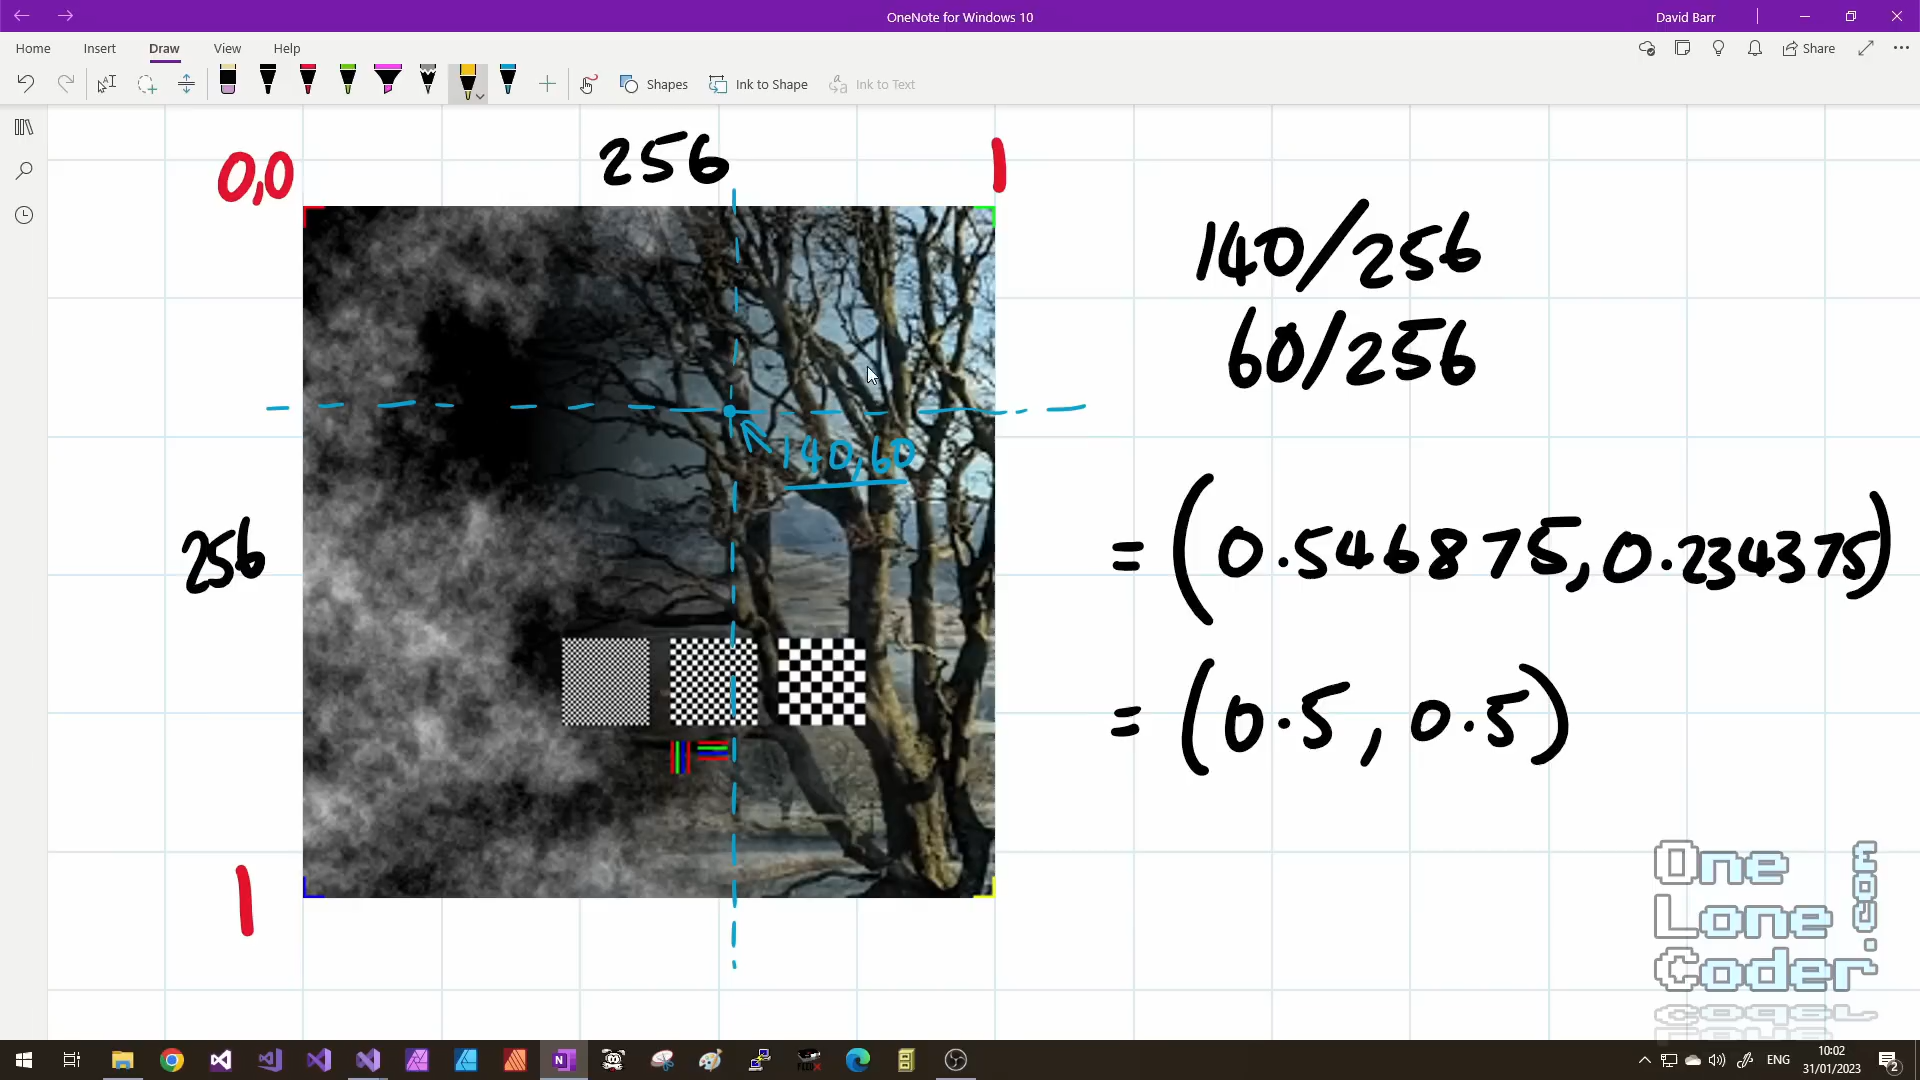 OneNote for Windows 10
David Barr
Home
Insert
Draw
View
Help
Share
Shapes
Ink to Shape
Ink to Text
0,0
256
1
140/256
60/256
140,60
256
= (0.546875, 0.234375)
= (0.5, 0.5)
1
One
Lone
Coder.com
ENG
10:02
31/01/2023
2